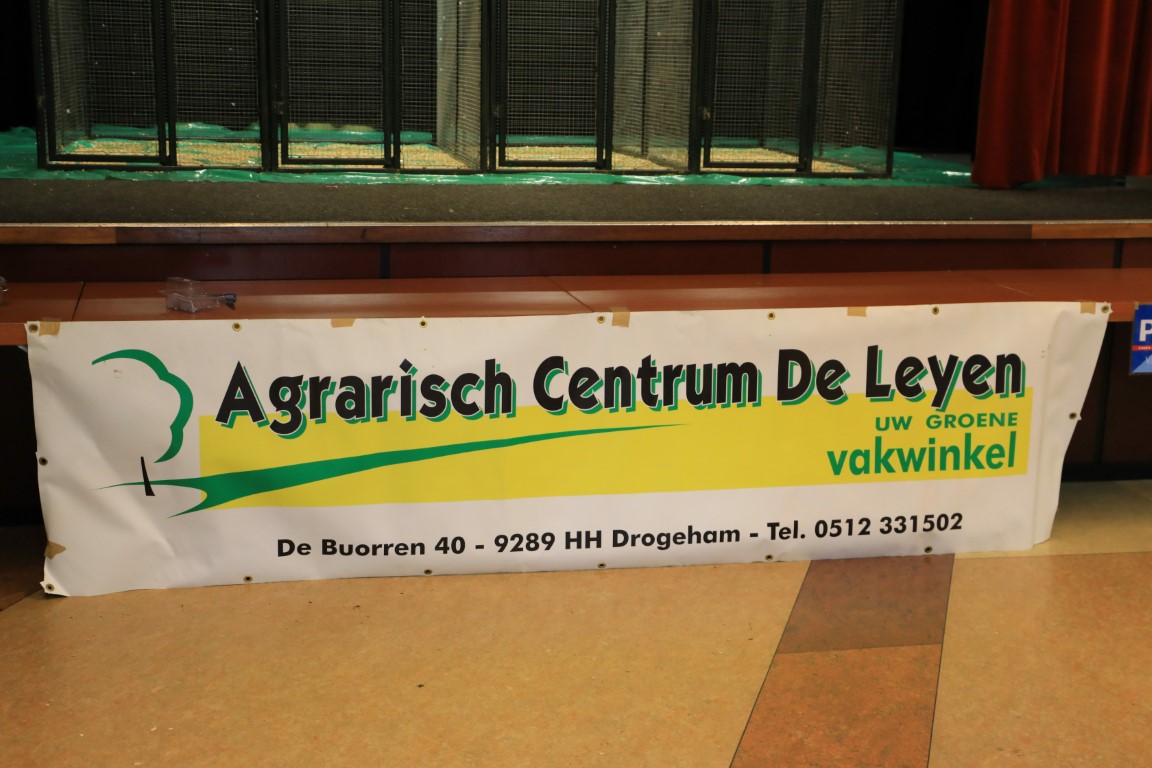 Agrarisch Centrum De Leyen
UW GROENE
vakwinkel
De Buorren 40 - 9289 HH Drogeham - Tel. 0512 331502
P